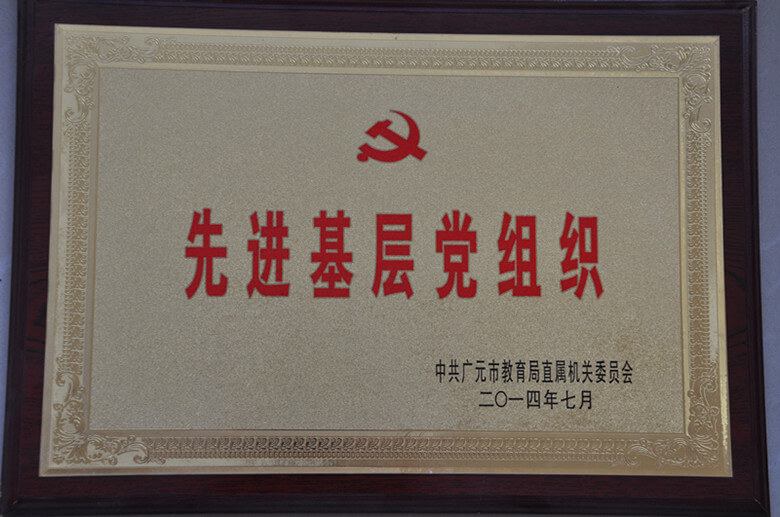 先进基层党组织
中共广元市教育局直属机关委员会
二〇一四年七月